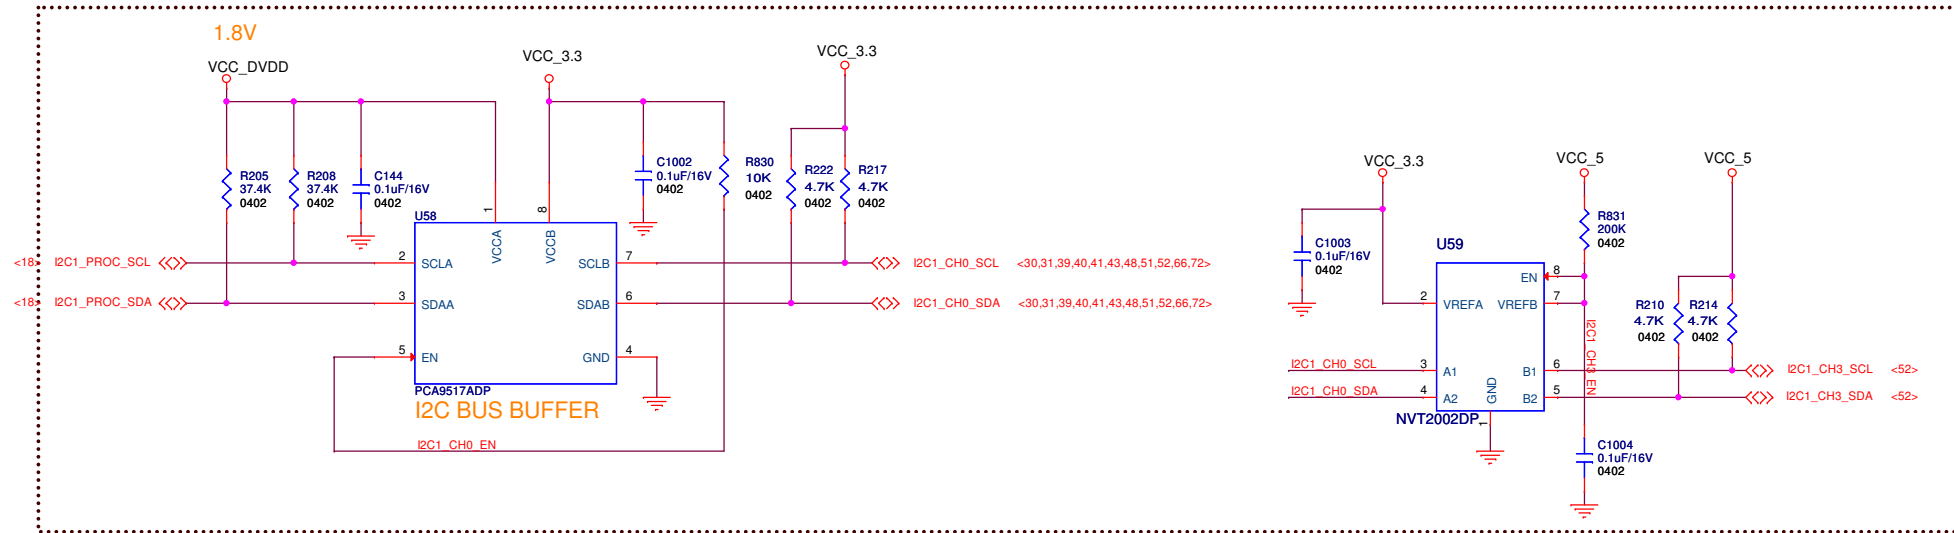 1.8V
VCC_DVDD
VCC_3.3
VCC_3.3
R205
37.4K
0402
R208
37.4K
0402
C144
0.1uF/16V
0402
C1002
0.1uF/16V
0402
R830
10K
0402
R222
4.7K
0402
R217
4.7K
0402
U58
1
VCCA
8
VCCB
<18>
I2C1_PROC_SCL
2
SCLA
SCLB
7
I2C1_CH0_SCL
<30,31,39,40,41,43,48,51,52,66,72>
<18>
I2C1_PROC_SDA
3
SDAA
SDAB
6
I2C1_CH0_SDA
<30,31,39,40,41,43,48,51,52,66,72>
5
EN
GND
4
PCA9517ADP
I2C BUS BUFFER
I2C1_CH0_EN
VCC_3.3
VCC_5
VCC_5
C1003
0.1uF/16V
0402
R831
200K
0402
U59
EN
8
2
VREFA
VREFB
7
R210
4.7K
0402
R214
4.7K
0402
I2C1_CH3_EN
I2C1_CH0_SCL
3
A1
B1
6
I2C1_CH3_SCL
<52>
I2C1_CH0_SDA
4
A2
B2
5
I2C1_CH3_SDA
<52>
GND
1
NVT2002DP
C1004
0.1uF/16V
0402